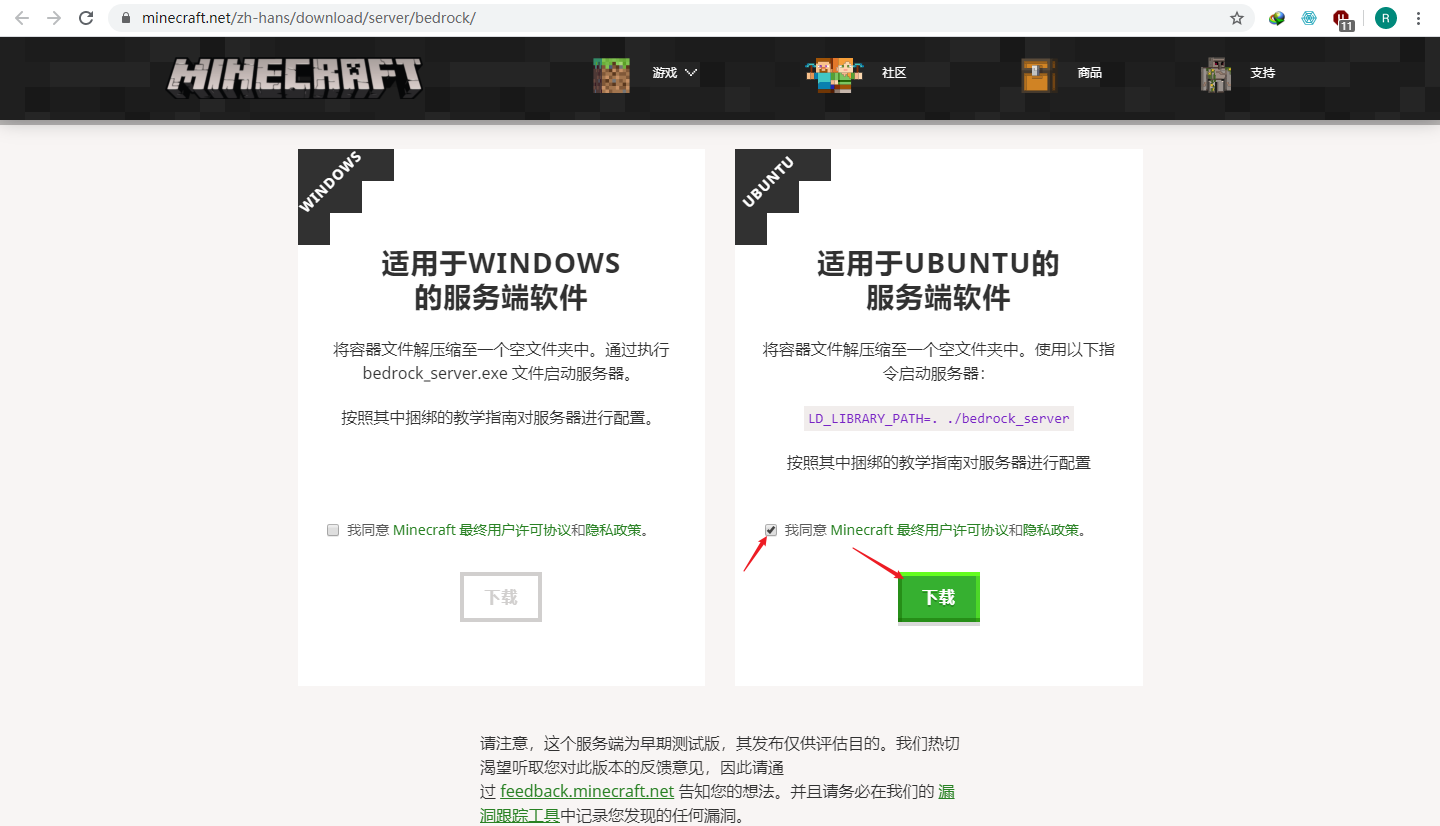 minecraft.net/zh-hans/download/server/bedrock/
11
R
MINECRAFT
游戏
社区
商品
支持
WINDOWS
适用于WINDOWS
的服务端软件
将容器文件解压缩至一个空文件夹中。通过执行
bedrock_server.exe 文件启动服务器。
按照其中捆绑的教学指南对服务器进行配置。
我同意 Minecraft 最终用户许可协议和隐私政策。
下载
UBUNTU
适用于UBUNTU的
服务端软件
将容器文件解压缩至一个空文件夹中。使用以下指
令启动服务器：
LD_LIBRARY_PATH=. ./bedrock_server
按照其中捆绑的教学指南对服务器进行配置
我同意 Minecraft 最终用户许可协议和隐私政策。
下载
请注意，这个服务端为早期测试版，其发布仅供评估目的。我们热切
渴望听取您对此版本的反馈意见，因此请通
过 feedback.minecraft.net 告知您的想法。并且请务必在我们的 漏
洞跟踪工具中记录您发现的任何漏洞。